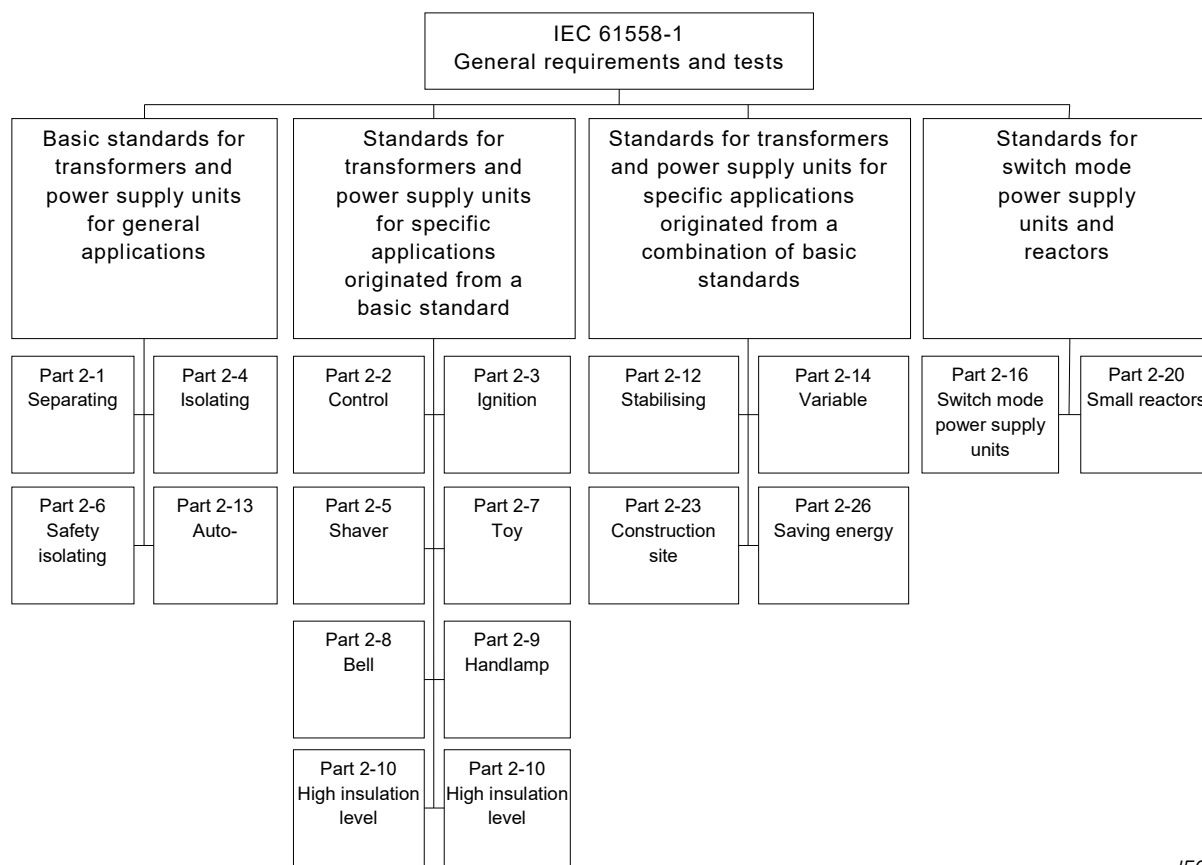 IEC 61558-1
General requirements and tests
Basic standards for
transformers and
power supply units
for general
applications
Standards for
transformers and
power supply units
for specific
applications
originated from a
basic standard
Standards for transformers
and power supply units for
specific applications
originated from a
combination of basic
standards
Standards for
switch mode
power supply
units and
reactors
Part 2-1
Separating
Part 2-4
Isolating
Part 2-6
Safety
isolating
Part 2-13
Auto-
Part 2-2
Control
Part 2-3
Ignition
Part 2-5
Shaver
Part 2-7
Toy
Part 2-8
Bell
Part 2-9
Handlamp
Part 2-10
High insulation
level
Part 2-10
High insulation
level
Part 2-12
Stabilising
Part 2-14
Variable
Part 2-23
Construction
site
Part 2-26
Saving energy
Part 2-16
Switch mode
power supply
units
Part 2-20
Small reactors